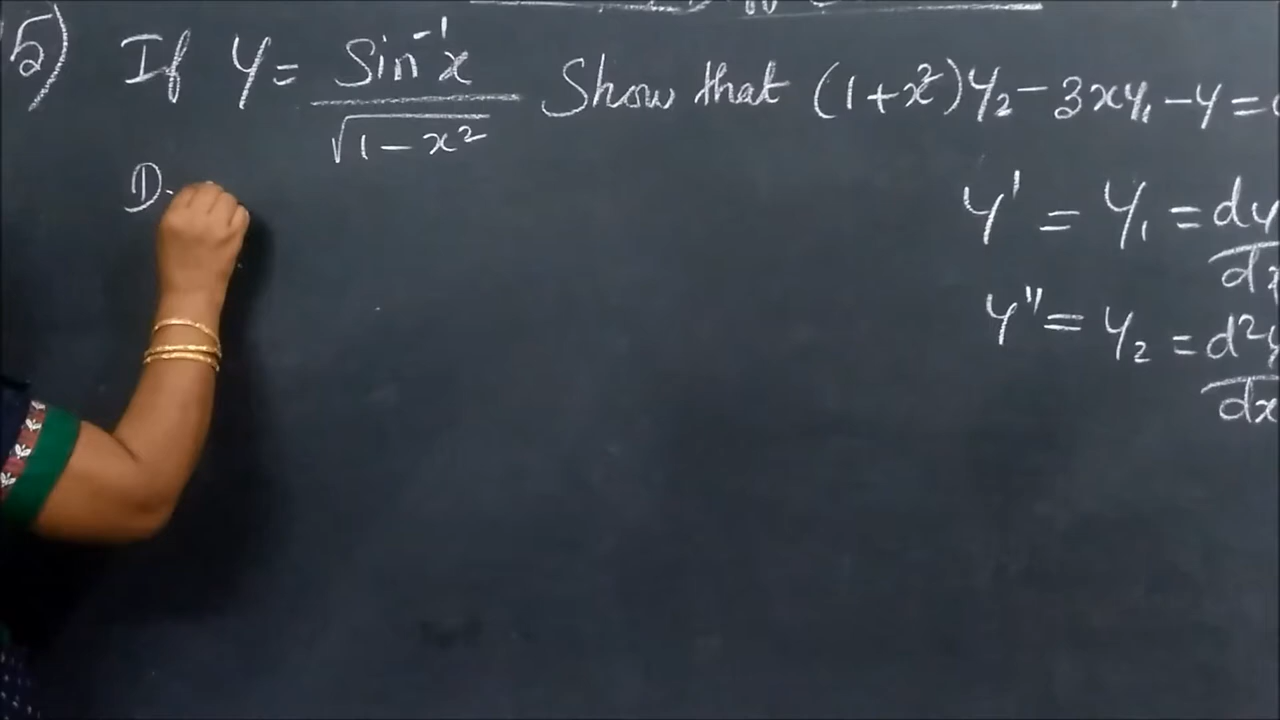 5) If y = Sin⁻¹x / √1-x² Show that (1+x²)y₂ - 3xy₁ - y =
D.
y' = y₁ = dy / dx
y'' = y₂ = d²y / dx